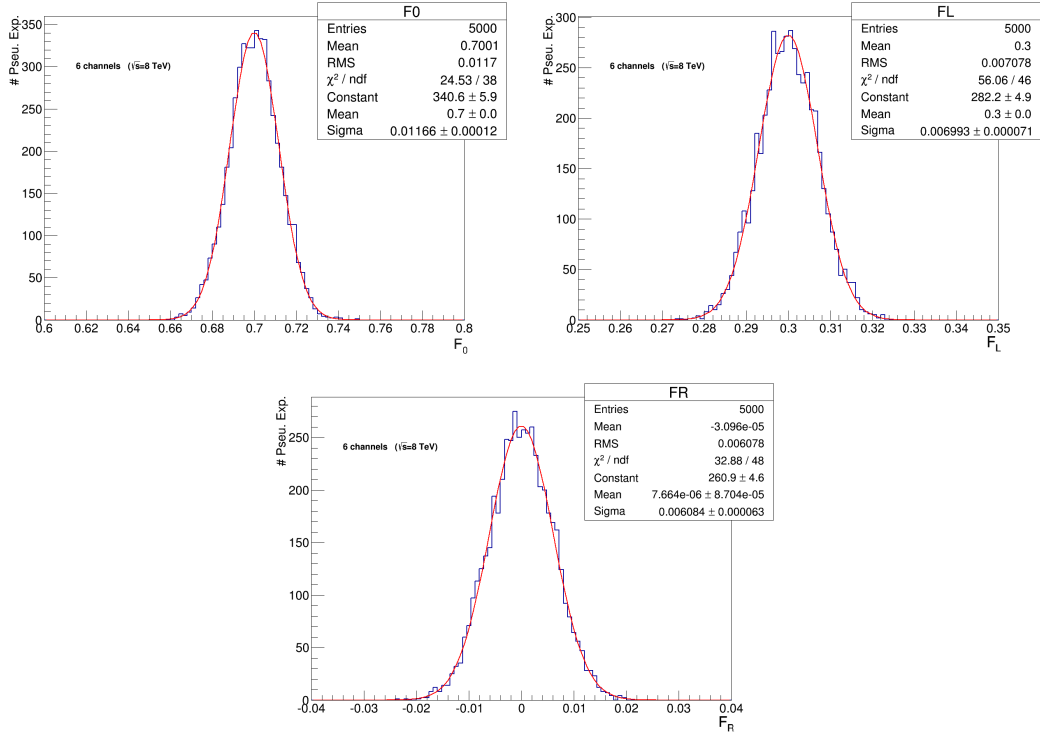 F0
Entries 5000
Mean 0.7001
RMS 0.0117
χ² / ndf 24.53 / 38
Constant 340.6 ± 5.9
Mean 0.7 ± 0.0
Sigma 0.01166 ± 0.00012
# Pseu. Exp.
6 channels (√s=8 TeV)
350
300
250
200
150
100
50
0
0.6 0.62 0.64 0.66 0.68 0.7 0.72 0.74 0.76 0.78 0.8
F₀
FL
Entries 5000
Mean 0.3
RMS 0.007078
χ² / ndf 56.06 / 46
Constant 282.2 ± 4.9
Mean 0.3 ± 0.0
Sigma 0.006993 ± 0.000071
# Pseu. Exp.
6 channels (√s=8 TeV)
300
250
200
150
100
50
0
0.25 0.26 0.27 0.28 0.29 0.3 0.31 0.32 0.33 0.34 0.35
F_L
FR
Entries 5000
Mean -3.096e-05
RMS 0.006078
χ² / ndf 32.88 / 48
Constant 260.9 ± 4.6
Mean 7.664e-06 ± 8.704e-05
Sigma 0.006084 ± 0.000063
# Pseu. Exp.
6 channels (√s=8 TeV)
250
200
150
100
50
0
-0.04 -0.03 -0.02 -0.01 0 0.01 0.02 0.03 0.04
F_R